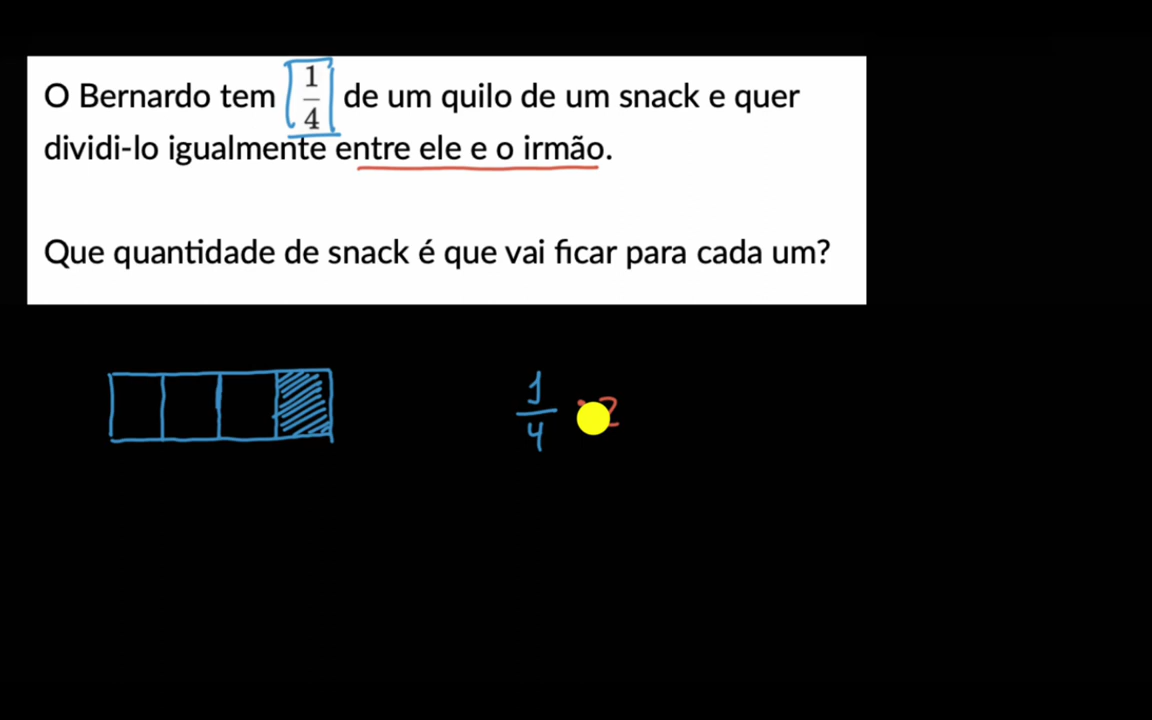 O Bernardo tem 1/4 de um quilo de um snack e quer
dividi-lo igualmente entre ele e o irmão.
Que quantidade de snack é que vai ficar para cada um?
1/4 2